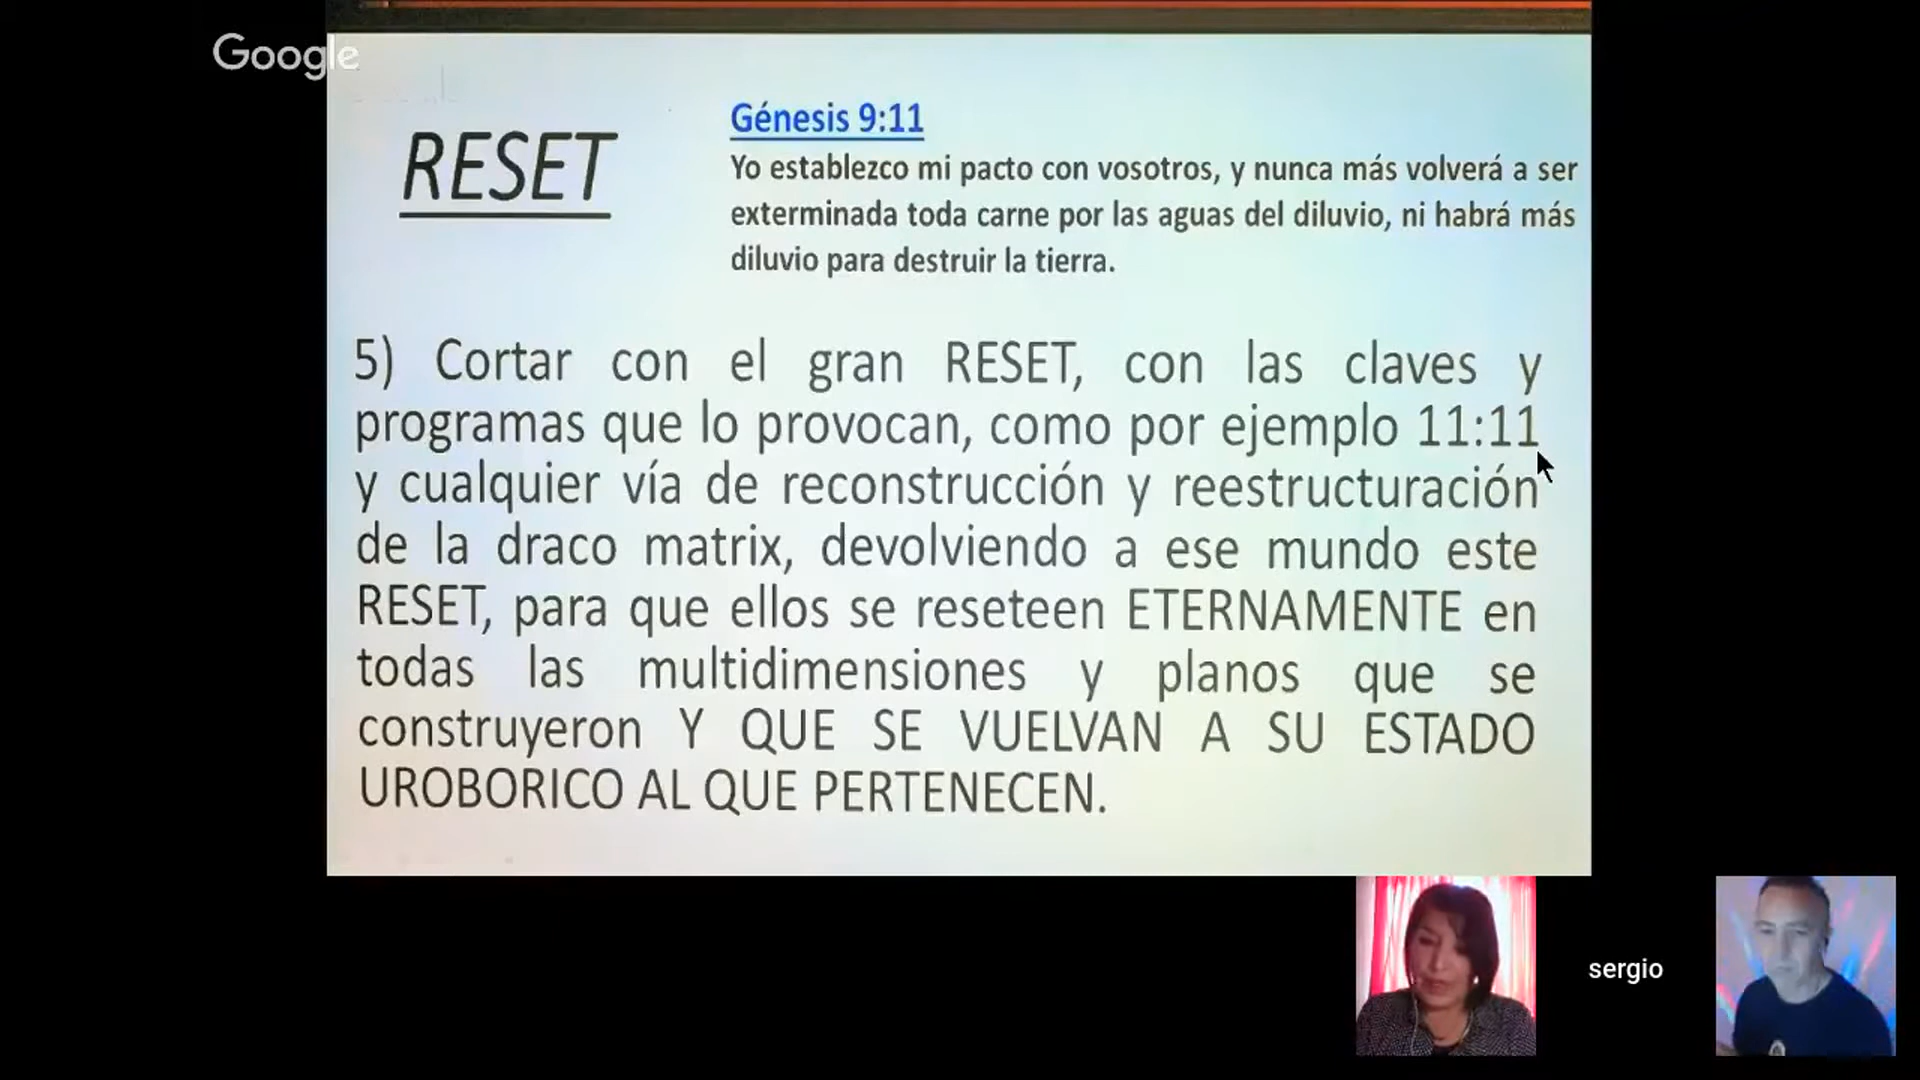 Google
RESET
Génesis 9:11
Yo establezco mi pacto con vosotros, y nunca más volverá a ser
exterminada toda carne por las aguas del diluvio, ni habrá más
diluvio para destruir la tierra.
5) Cortar con el gran RESET, con las claves y
programas que lo provocan, como por ejemplo 11:11
y cualquier vía de reconstrucción y reestructuración
de la draco matrix, devolviendo a ese mundo este
RESET, para que ellos se reseteen ETERNAMENTE en
todas las multidimensiones y planos que se
construyeron Y QUE SE VUELVAN A SU ESTADO
UROBORICO AL QUE PERTENECEN.
sergio